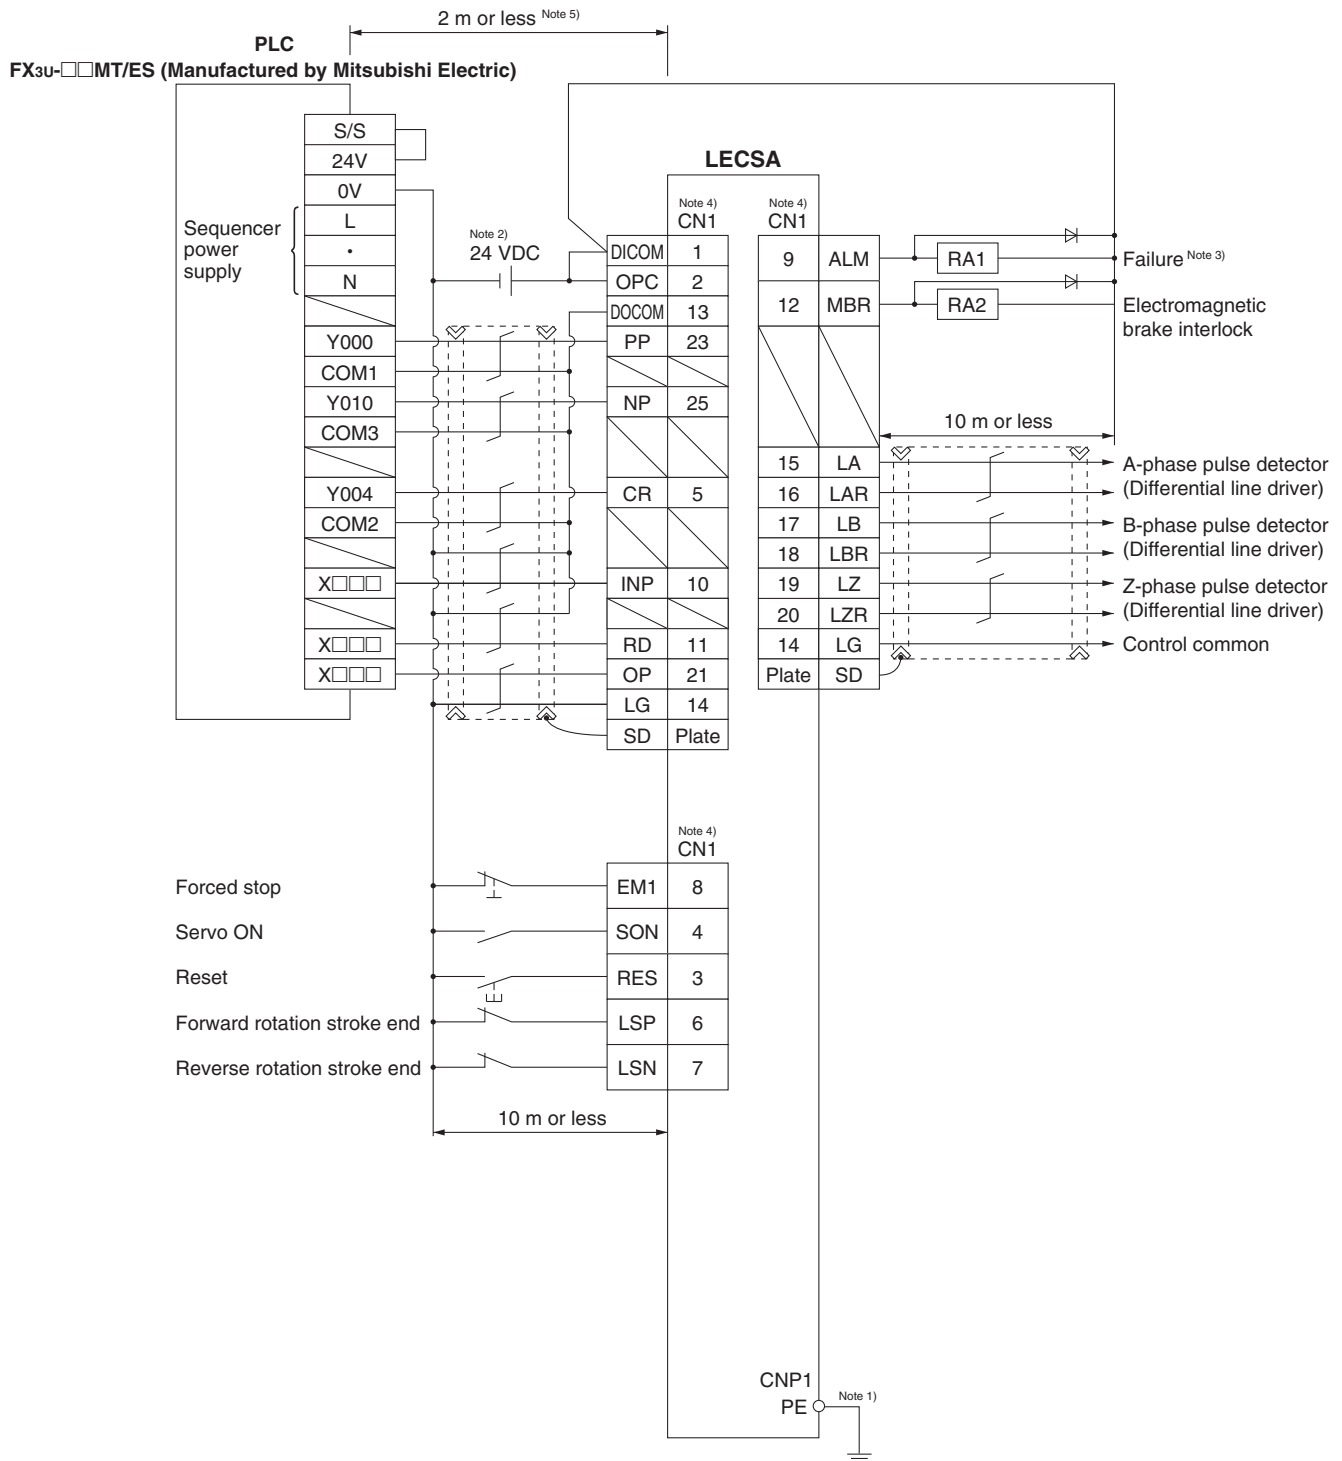 2 m or less Note 5)
PLC
FX3U-□□MT/ES (Manufactured by Mitsubishi Electric)
S/S
24V
0V
L
•
N
Sequencer
power
supply
Y000
COM1
Y010
COM3
Y004
COM2
X□□□
X□□□
X□□□
Note 2)
24 VDC
LECSA
Note 4)
CN1
DICOM 1
OPC 2
DOCOM 13
PP 23
NP 25
CR 5
INP 10
RD 11
OP 21
LG 14
SD Plate
Note 4)
CN1
9 ALM
12 MBR
15 LA
16 LAR
17 LB
18 LBR
19 LZ
20 LZR
14 LG
Plate SD
RA1
Failure Note 3)
RA2
Electromagnetic
brake interlock
10 m or less
A-phase pulse detector
(Differential line driver)
B-phase pulse detector
(Differential line driver)
Z-phase pulse detector
(Differential line driver)
Control common
Note 4)
CN1
Forced stop EM1 8
Servo ON SON 4
Reset RES 3
Forward rotation stroke end LSP 6
Reverse rotation stroke end LSN 7
10 m or less
CNP1
PE Note 1)